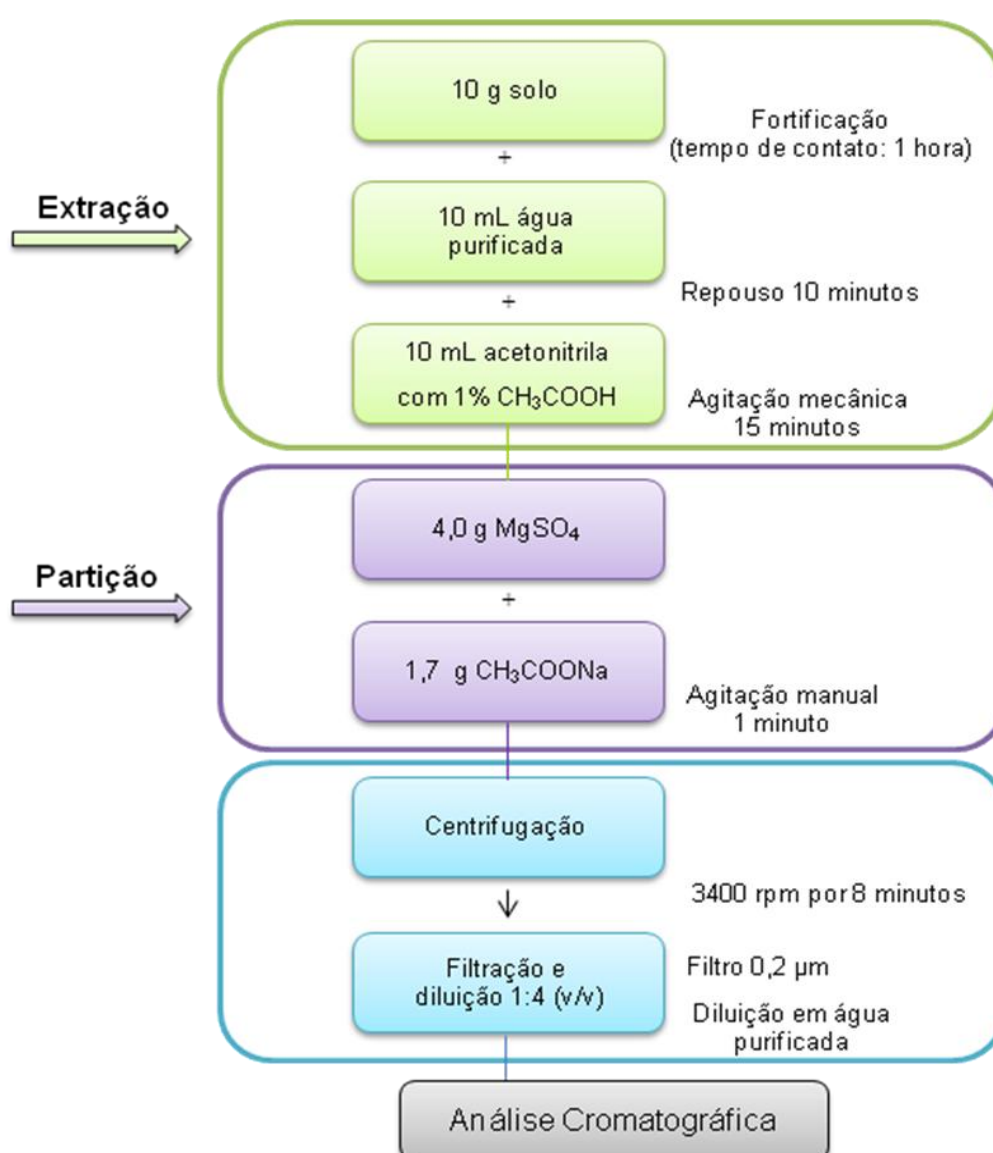 10 g solo
Fortificação
(tempo de contato: 1 hora)
+
Extração
10 mL água
purificada
Repouso 10 minutos
+
10 mL acetonitrila
com 1% CH₃COOH
Agitação mecânica
15 minutos
4,0 g MgSO₄
Partição
+
1,7 g CH₃COONa
Agitação manual
1 minuto
Centrifugação
3400 rpm por 8 minutos
Filtração e
diluição 1:4 (v/v)
Filtro 0,2 µm
Diluição em água
purificada
Análise Cromatográfica